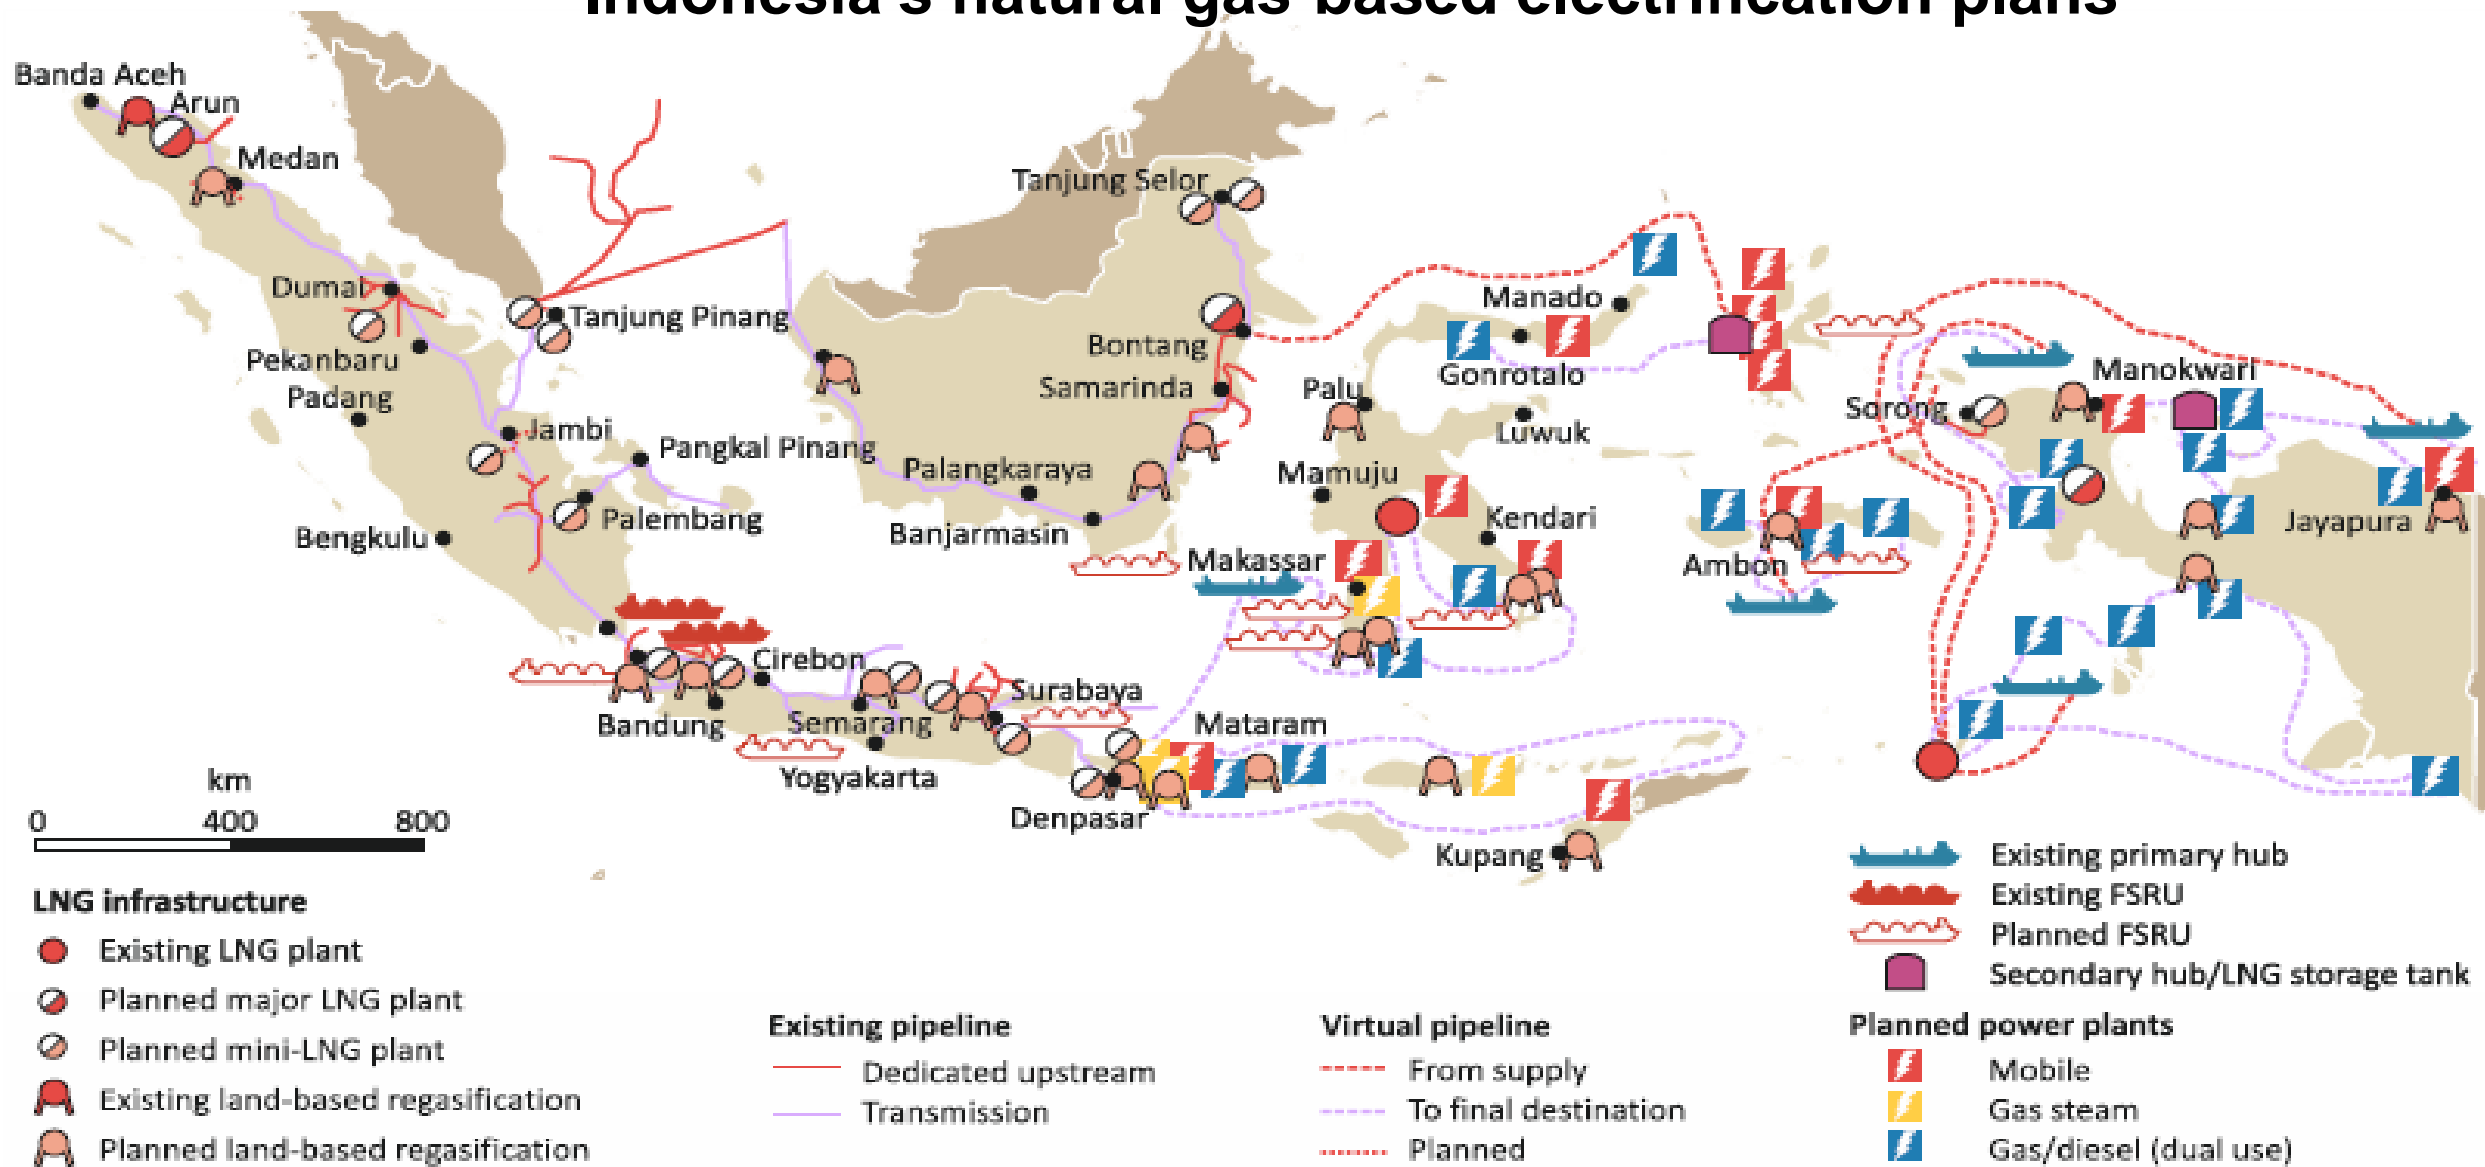 Indonesia's natural gas-based electrification plans
Banda Aceh
Arun
Medan
Dumai
Tanjung Pinang
Pekanbaru
Padang
Jambi
Pangkal Pinang
Palembang
Bengkulu
Bandung
Cirebon
Semarang
Yogyakarta
Surabaya
Denpasar
Mataram
Kupang
Tanjung Selor
Bontang
Samarinda
Palangkaraya
Banjarmasin
Manado
Gonrotalo
Palu
Luwuk
Mamuju
Kendari
Makassar
Ambon
Sorong
Manokwari
Jayapura
km
0 400 800
LNG infrastructure
Existing LNG plant
Planned major LNG plant
Planned mini-LNG plant
Existing land-based regasification
Planned land-based regasification
Existing pipeline
Dedicated upstream
Transmission
Virtual pipeline
From supply
To final destination
Planned
Existing primary hub
Existing FSRU
Planned FSRU
Secondary hub/LNG storage tank
Planned power plants
Mobile
Gas steam
Gas/diesel (dual use)